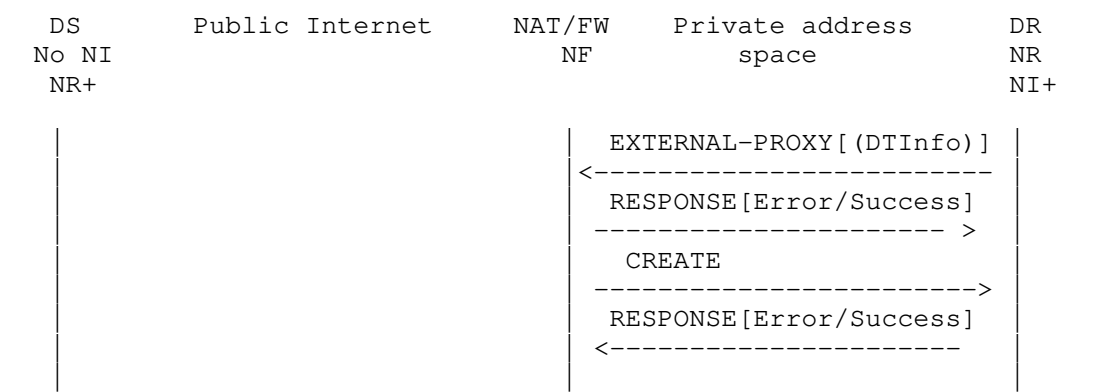 DS Public Internet NAT/FW Private address DR
No NI NF space NR
NR+ NI+
EXTERNAL-PROXY[(DTInfo)]
RESPONSE[Error/Success]
CREATE
RESPONSE[Error/Success]